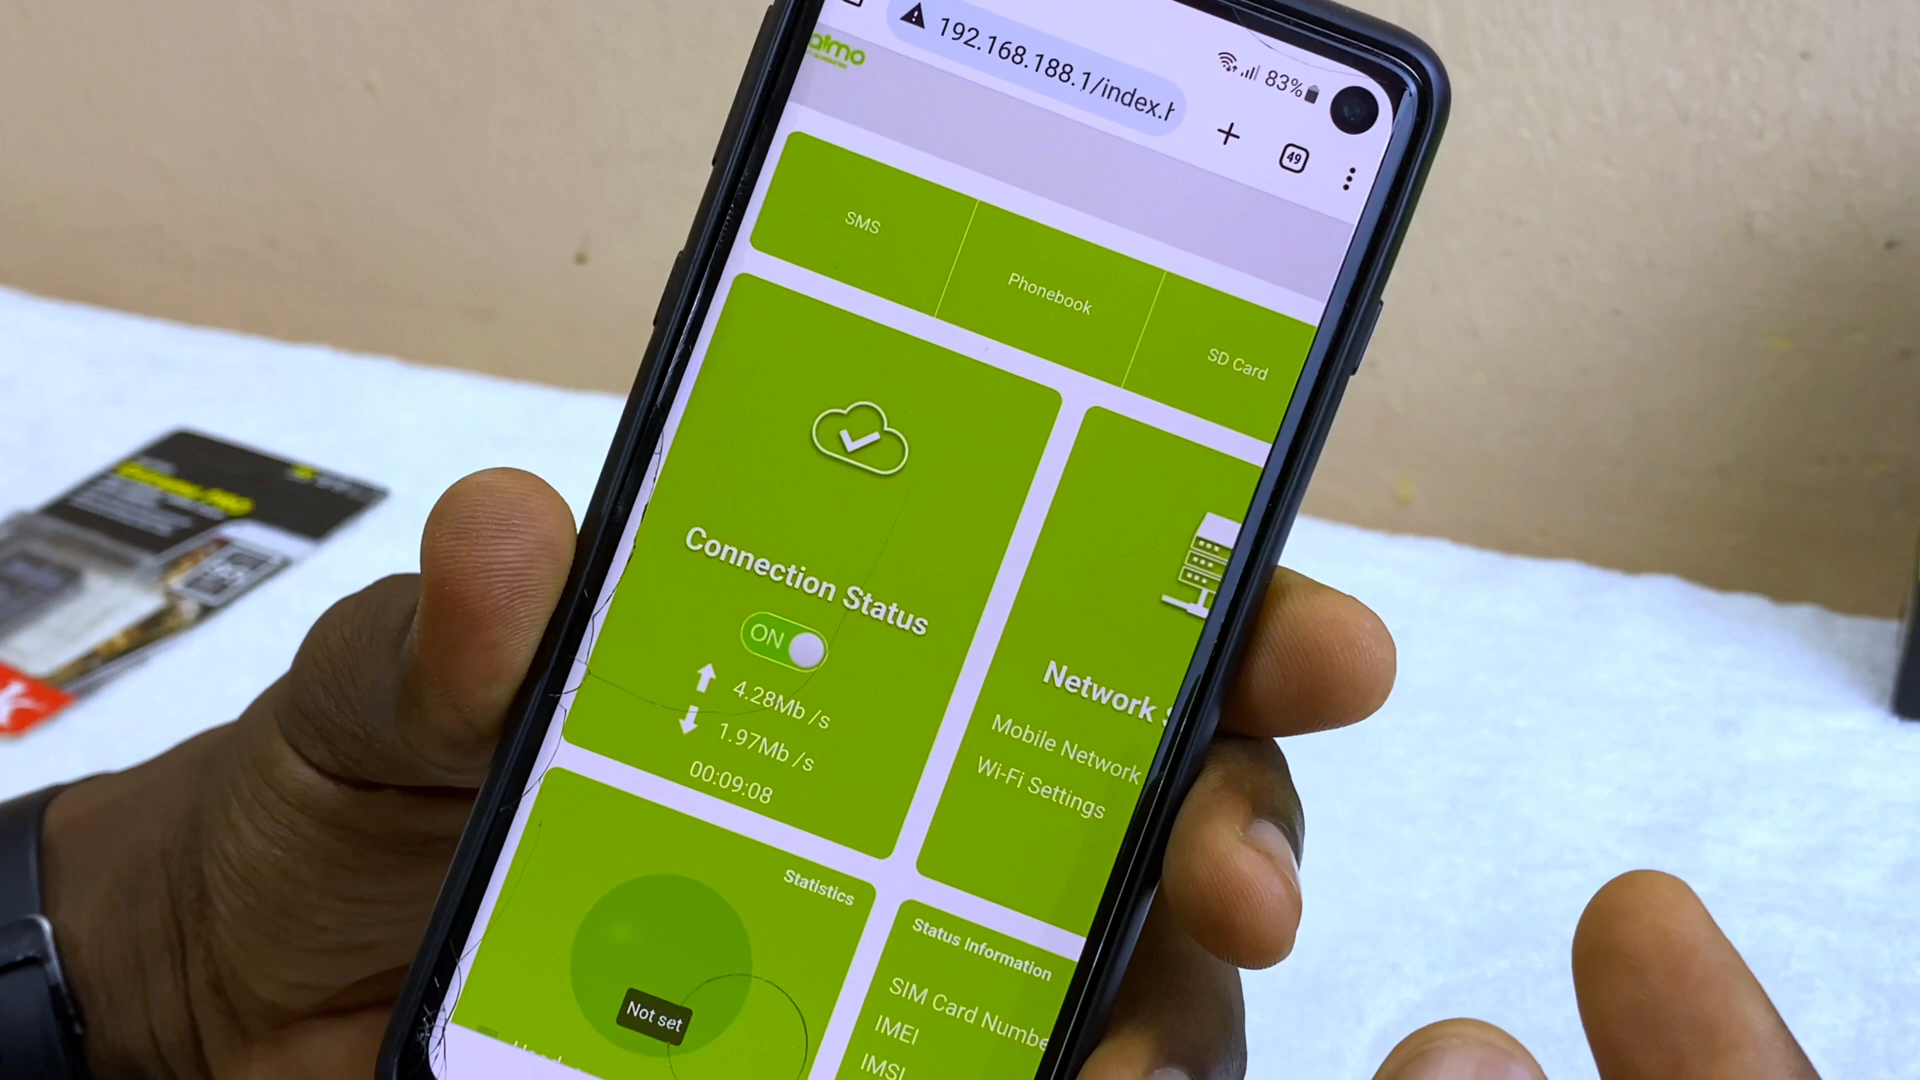 192.168.188.1/index.h
83%
49
SMS
Phonebook
SD Card
Connection Status
ON
4.28Mb /s
1.97Mb /s
00:09:08
Network
Mobile Network
Wi-Fi Settings
Statistics
Not set
Status Information
SIM Card Numbe
IMEI
IMSI